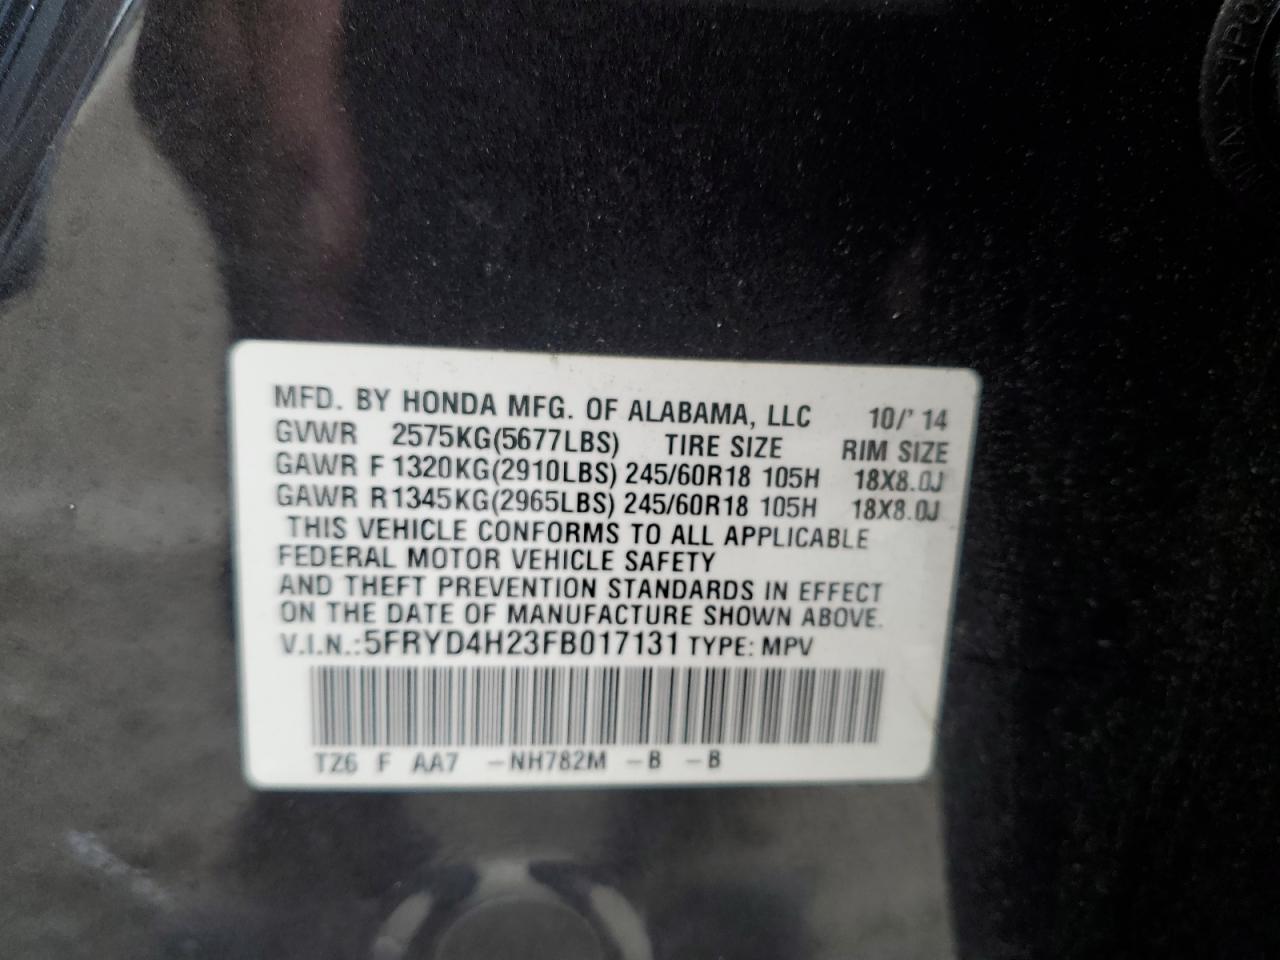 MFD. BY HONDA MFG. OF ALABAMA, LLC 10/' 14
GVWR 2575KG(5677LBS) TIRE SIZE RIM SIZE
GAWR F 1320KG(2910LBS) 245/60R18 105H 18X8.0J
GAWR R1345KG(2965LBS) 245/60R18 105H 18X8.0J
THIS VEHICLE CONFORMS TO ALL APPLICABLE
FEDERAL MOTOR VEHICLE SAFETY
AND THEFT PREVENTION STANDARDS IN EFFECT
ON THE DATE OF MANUFACTURE SHOWN ABOVE.
V.I.N.:5FRYD4H23FB017131 TYPE: MPV
TZ6 F AA7 -NH782M -B -B